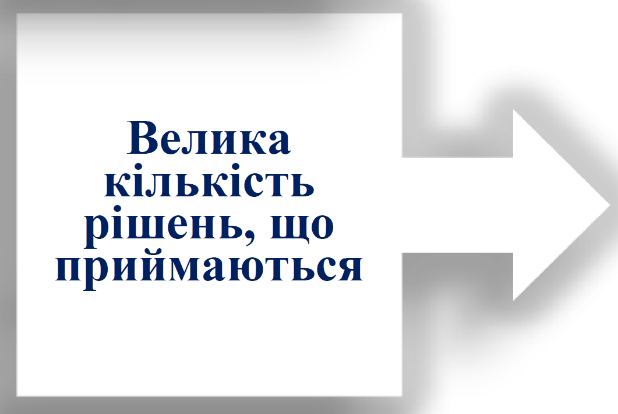 Велика
кількість
рішень, що
приймаються